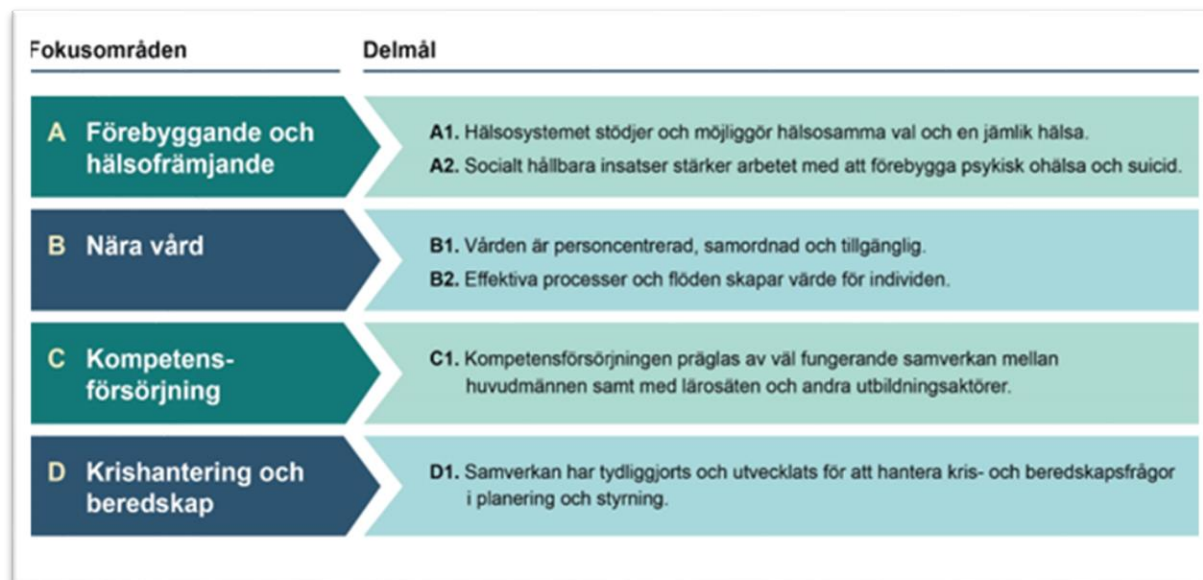 Fokusområden
Delmål
A Förebyggande och
hälsofrämjande
A1. Hälsosystemet stödjer och möjliggör hälsosamma val och en jämlik hälsa.
A2. Socialt hållbara insatser stärker arbetet med att förebygga psykisk ohälsa och suicid.
B Nära vård
B1. Vården är personcentrerad, samordnad och tillgänglig.
B2. Effektiva processer och flöden skapar värde för individen.
C Kompetens-
försörjning
C1. Kompetensförsörjningen präglas av väl fungerande samverkan mellan
huvudmännen samt med lärosäten och andra utbildningsaktörer.
D Krishantering och
beredskap
D1. Samverkan har tydliggjorts och utvecklats för att hantera kris- och beredskapsfrågor
i planering och styrning.